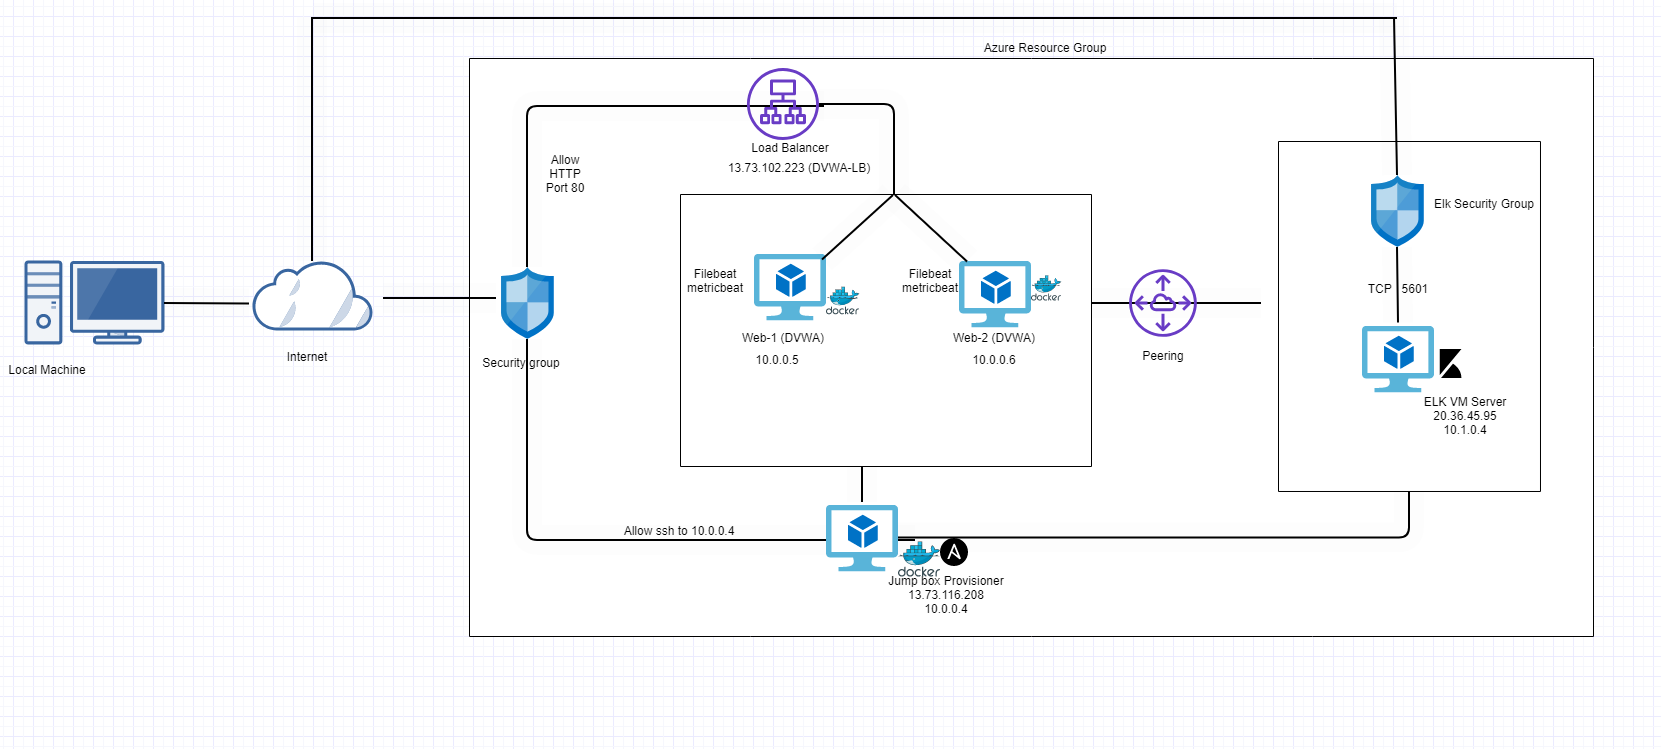 Azure Resource Group
Load Balancer
13.73.102.223 (DVWA-LB)
Allow
HTTP
Port 80
Elk Security Group
Filebeat
metricbeat
docker
Filebeat
metricbeat
docker
TCP 5601
Web-1 (DVWA)
10.0.0.5
Web-2 (DVWA)
10.0.0.6
Peering
Local Machine
Internet
Security group
ELK VM Server
20.36.45.95
10.1.0.4
Allow ssh to 10.0.0.4
docker
Jump box Provisioner
13.73.116.208
10.0.0.4